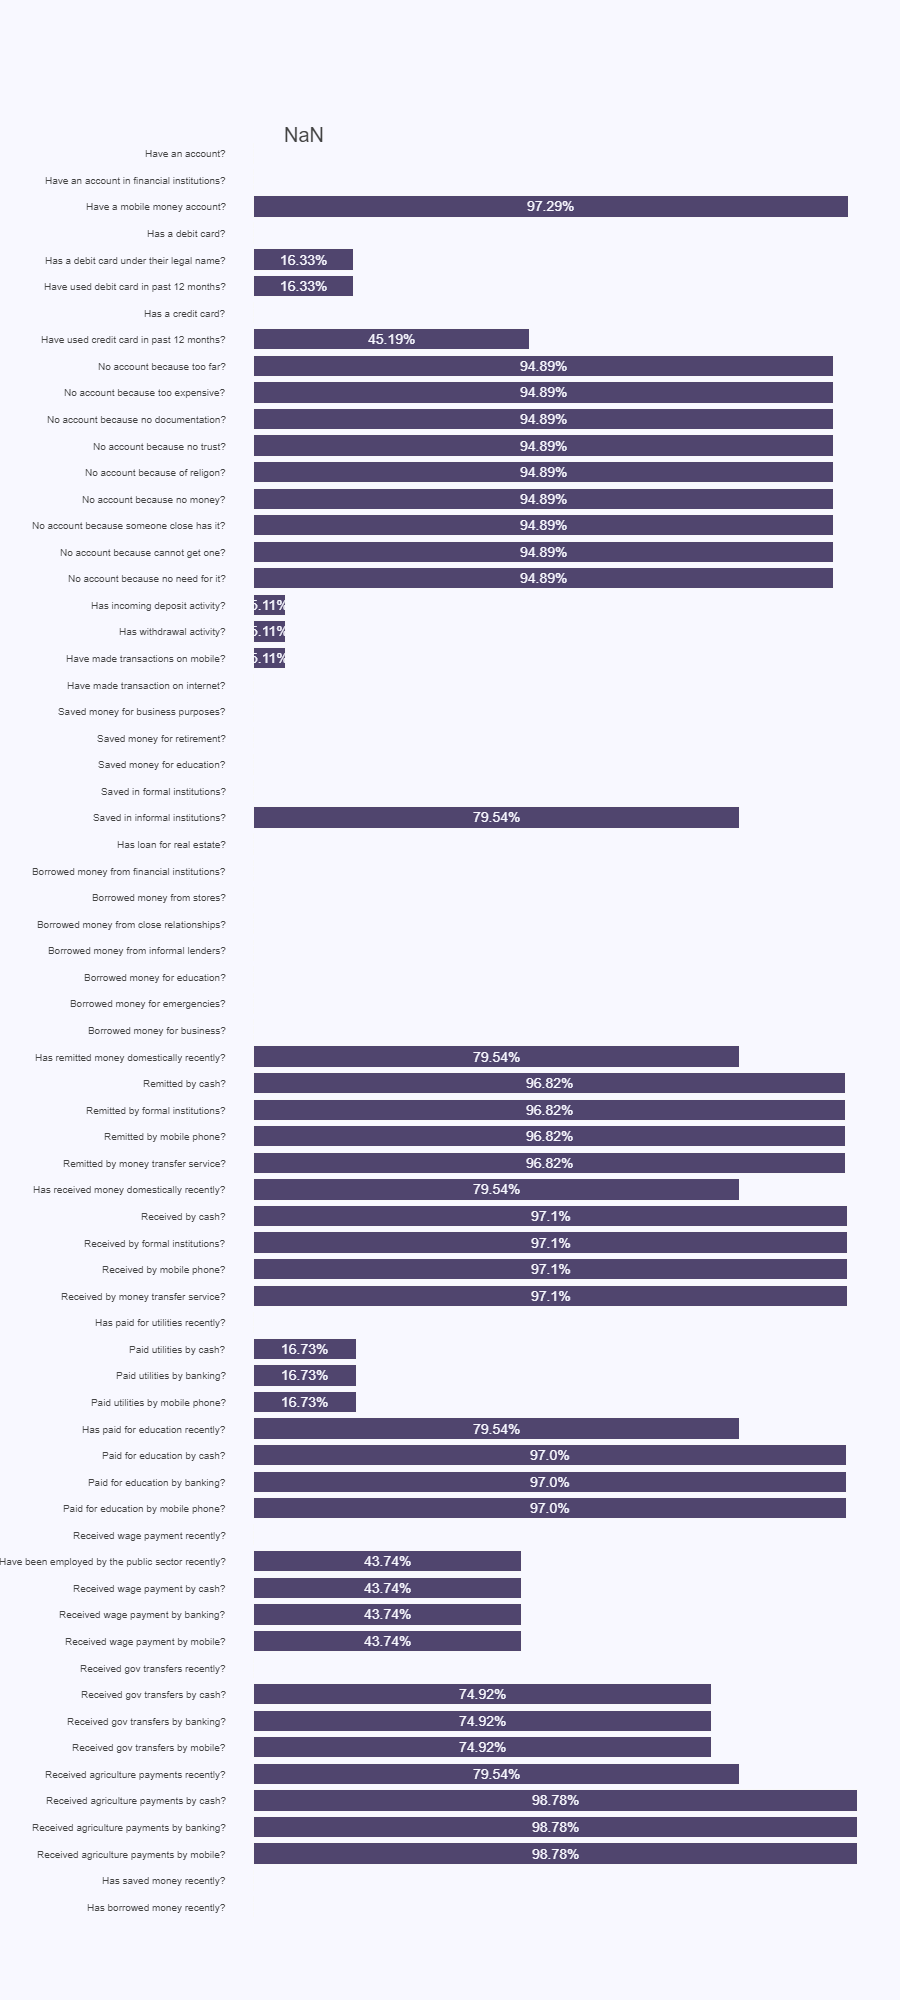 NaN
Have an account?
Have an account in financial institutions?
Have a mobile money account? 97.29%
Has a debit card?
Has a debit card under their legal name? 16.33%
Have used debit card in past 12 months? 16.33%
Has a credit card?
Have used credit card in past 12 months? 45.19%
No account because too far? 94.89%
No account because too expensive? 94.89%
No account because no documentation? 94.89%
No account because no trust? 94.89%
No account because of religon? 94.89%
No account because no money? 94.89%
No account because someone close has it? 94.89%
No account because cannot get one? 94.89%
No account because no need for it? 94.89%
Has incoming deposit activity? 5.11%
Has withdrawal activity? 5.11%
Have made transactions on mobile? 5.11%
Have made transaction on internet?
Saved money for business purposes?
Saved money for retirement?
Saved money for education?
Saved in formal institutions?
Saved in informal institutions? 79.54%
Has loan for real estate?
Borrowed money from financial institutions?
Borrowed money from stores?
Borrowed money from close relationships?
Borrowed money from informal lenders?
Borrowed money for education?
Borrowed money for emergencies?
Borrowed money for business?
Has remitted money domestically recently? 79.54%
Remitted by cash? 96.82%
Remitted by formal institutions? 96.82%
Remitted by mobile phone? 96.82%
Remitted by money transfer service? 96.82%
Has received money domestically recently? 79.54%
Received by cash? 97.1%
Received by formal institutions? 97.1%
Received by mobile phone? 97.1%
Received by money transfer service? 97.1%
Has paid for utilities recently?
Paid utilities by cash? 16.73%
Paid utilities by banking? 16.73%
Paid utilities by mobile phone? 16.73%
Has paid for education recently? 79.54%
Paid for education by cash? 97.0%
Paid for education by banking? 97.0%
Paid for education by mobile phone? 97.0%
Received wage payment recently?
Have been employed by the public sector recently? 43.74%
Received wage payment by cash? 43.74%
Received wage payment by banking? 43.74%
Received wage payment by mobile? 43.74%
Received gov transfers recently?
Received gov transfers by cash? 74.92%
Received gov transfers by banking? 74.92%
Received gov transfers by mobile? 74.92%
Received agriculture payments recently? 79.54%
Received agriculture payments by cash? 98.78%
Received agriculture payments by banking? 98.78%
Received agriculture payments by mobile? 98.78%
Has saved money recently?
Has borrowed money recently?